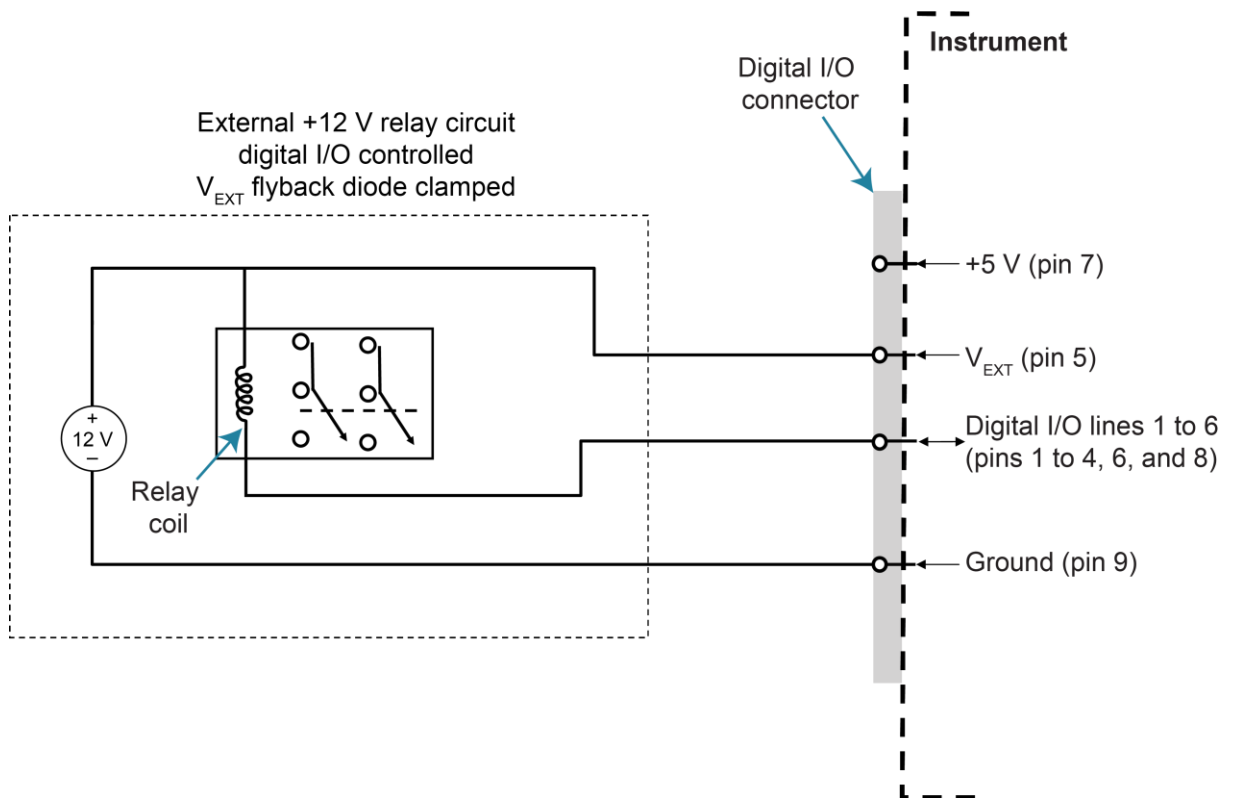 Instrument
Digital I/O
connector
External +12 V relay circuit
digital I/O controlled
VEXT flyback diode clamped
+5 V (pin 7)
VEXT (pin 5)
+
12 V
–
Digital I/O lines 1 to 6
(pins 1 to 4, 6, and 8)
Relay
coil
Ground (pin 9)